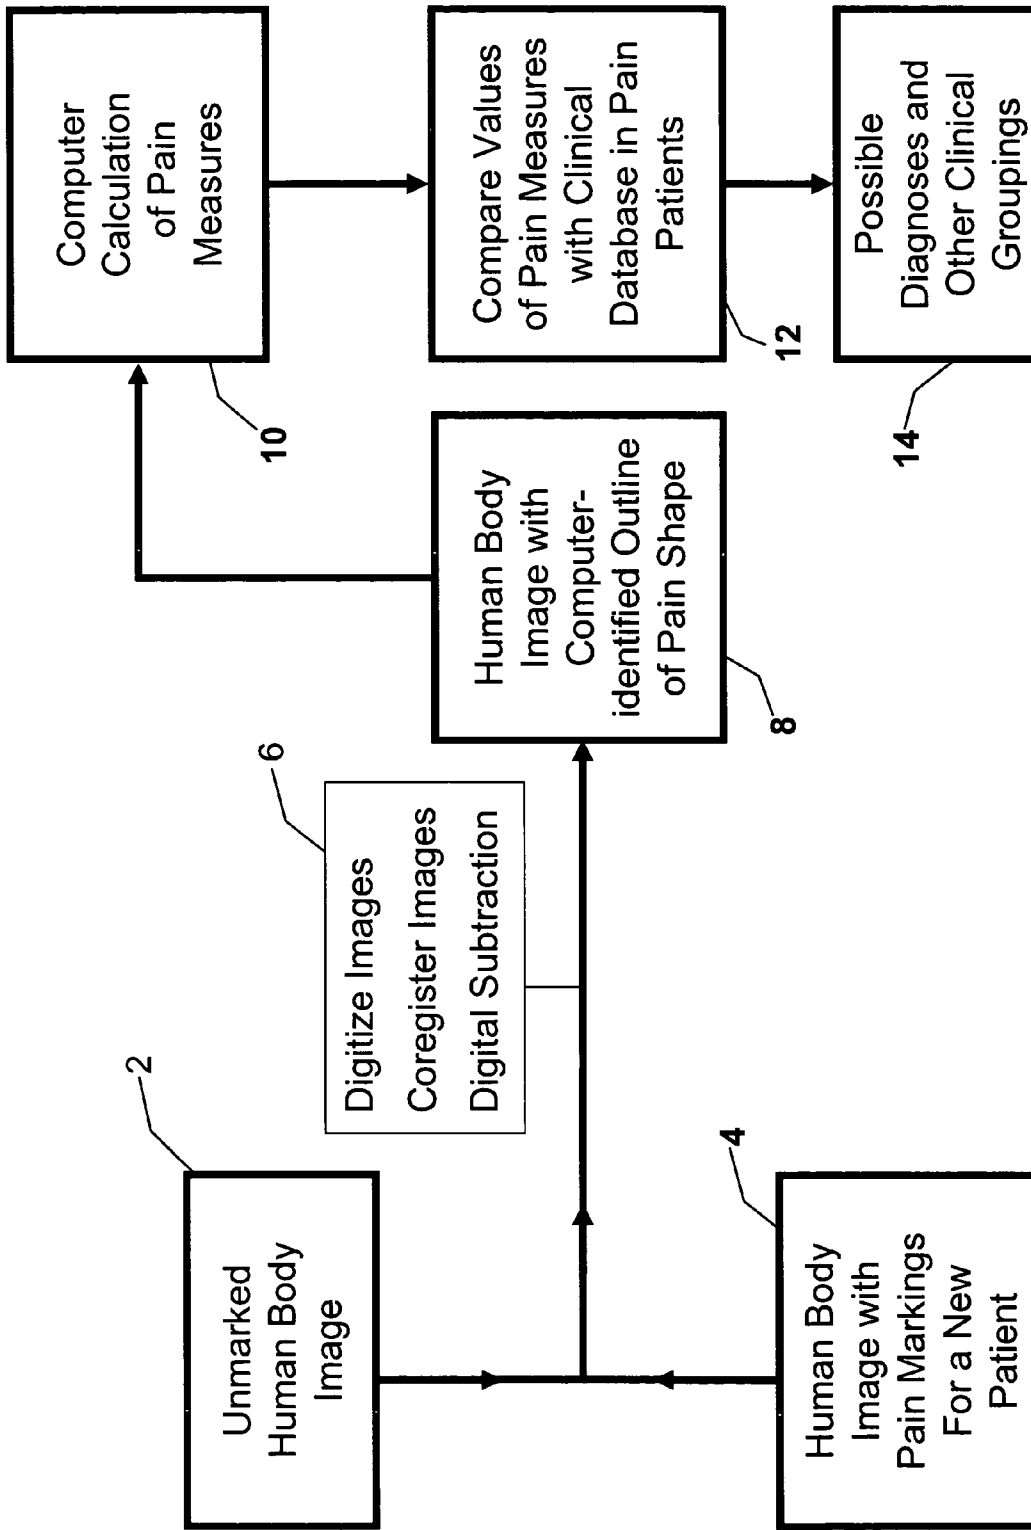 Unmarked
Human Body
Image
2
Human Body
Image with
Pain Markings
For a New
Patient
4
Digitize Images
Coregister Images
Digital Subtraction
6
Human Body
Image with
Computer-
identified Outline
of Pain Shape
8
Computer
Calculation
of Pain
Measures
10
Compare Values
of Pain Measures
with Clinical
Database in Pain
Patients
12
Possible
Diagnoses and
Other Clinical
Groupings
14